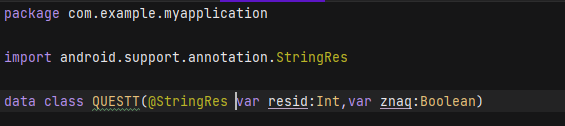 package com.example.myapplication
import android.support.annotation.StringRes
data class QUESTT(@StringRes var resid:Int,var znaq:Boolean)